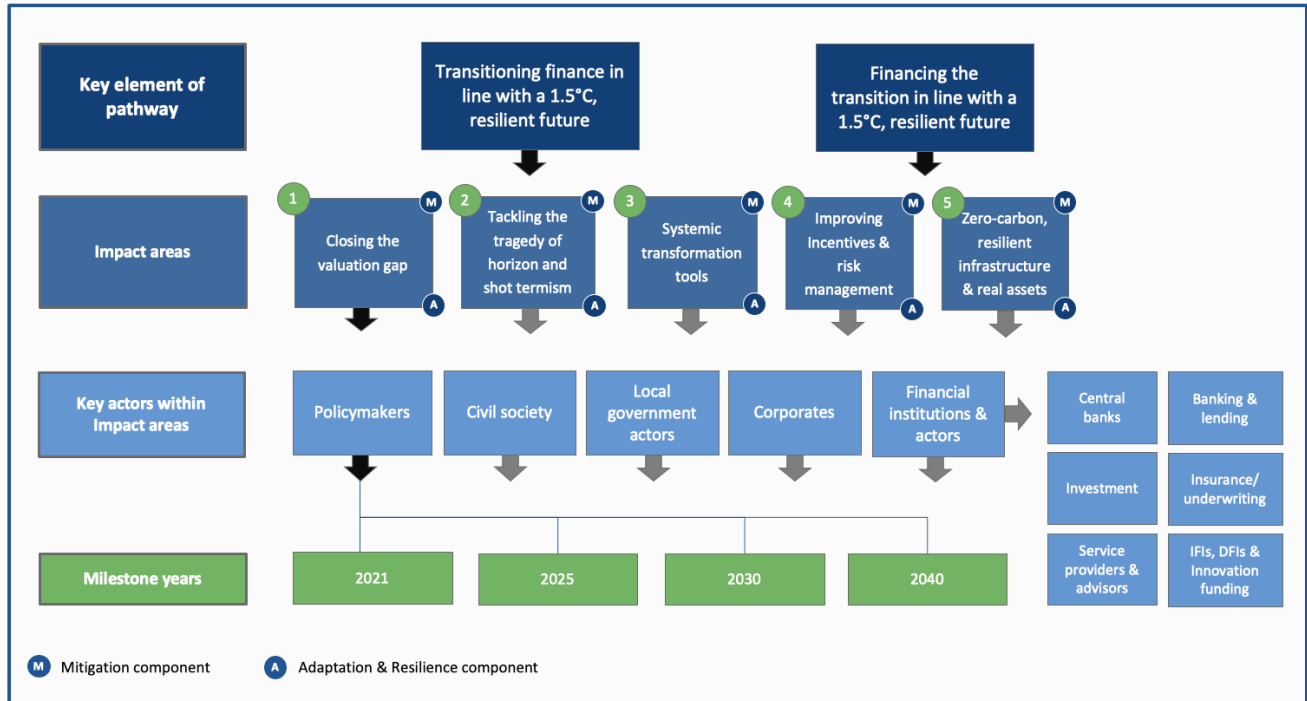 Key element of
pathway
Transitioning finance in
line with a 1.5°C,
resilient future
Financing the
transition in line with a
1.5°C, resilient future
Impact areas
1
M
Closing the
valuation gap
A
2
M
Tackling the
tragedy of
horizon and
shot termism
A
3
M
Systemic
transformation
tools
A
4
M
Improving
Incentives &
risk
management
A
5
M
Zero-carbon,
resilient
infrastructure
& real assets
A
Key actors within
Impact areas
Policymakers
Civil society
Local
government
actors
Corporates
Financial
institutions &
actors
Central
banks
Banking &
lending
Investment
Insurance/
underwriting
Service
providers &
advisors
IFIs, DFIs &
Innovation
funding
Milestone years
2021
2025
2030
2040
M Mitigation component
A Adaptation & Resilience component